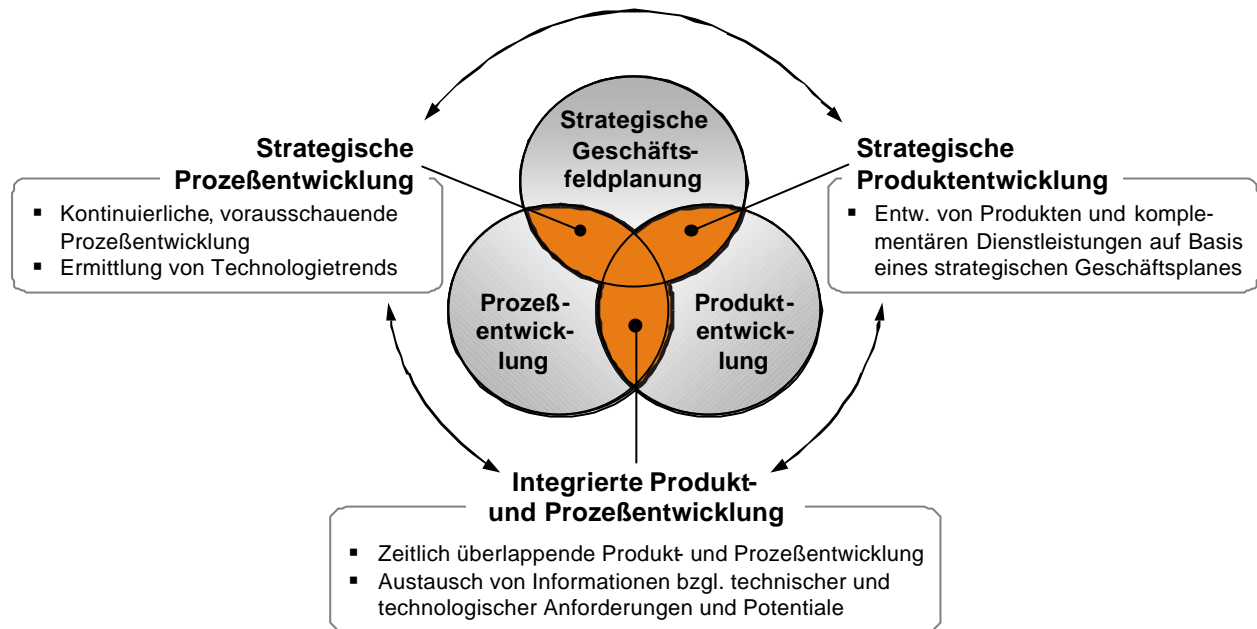 Strategische
Geschäfts-
feldplanung
Strategische
Prozeßentwicklung
▪ Kontinuierliche, vorausschauende
Prozeßentwicklung
▪ Ermittlung von Technologietrends
Strategische
Produktentwicklung
▪ Entw. von Produkten und komple-
mentären Dienstleistungen auf Basis
eines strategischen Geschäftsplanes
Prozeß-
entwick-
lung
Produkt-
entwick-
lung
Integrierte Produkt-
und Prozeßentwicklung
▪ Zeitlich überlappende Produkt- und Prozeßentwicklung
▪ Austausch von Informationen bzgl. technischer und
technologischer Anforderungen und Potentiale